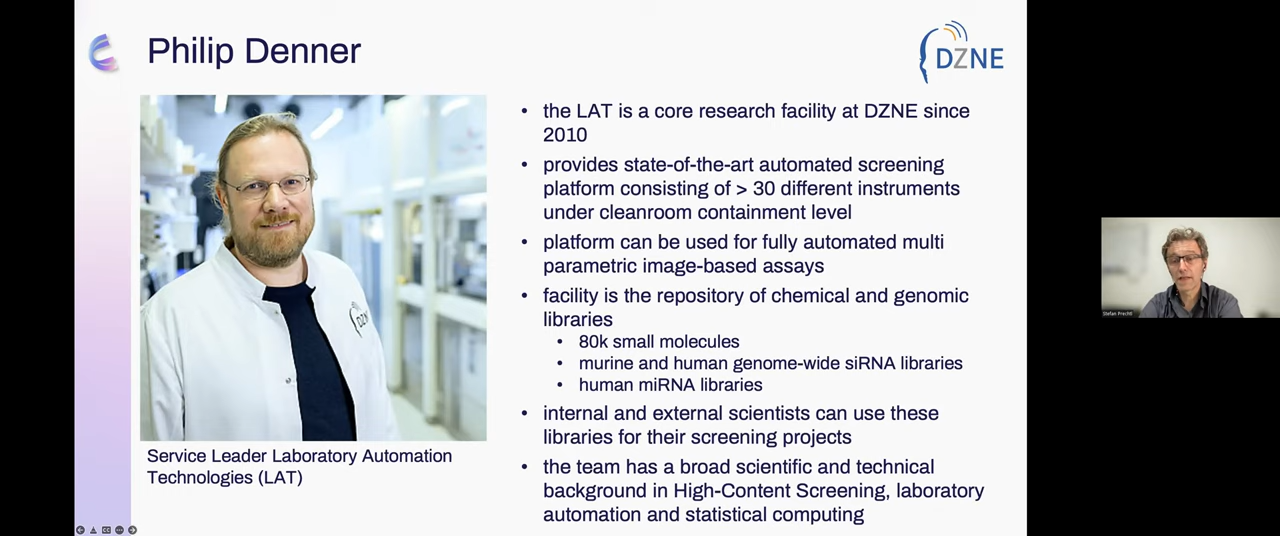 Philip Denner
DZNE
• the LAT is a core research facility at DZNE since
2010
• provides state-of-the-art automated screening
platform consisting of > 30 different instruments
under cleanroom containment level
• platform can be used for fully automated multi
parametric image-based assays
• facility is the repository of chemical and genomic
libraries
• 80k small molecules
• murine and human genome-wide siRNA libraries
• human miRNA libraries
• internal and external scientists can use these
libraries for their screening projects
• the team has a broad scientific and technical
background in High-Content Screening, laboratory
automation and statistical computing
DZNE
Service Leader Laboratory Automation
Technologies (LAT)
Stefan Prechtl